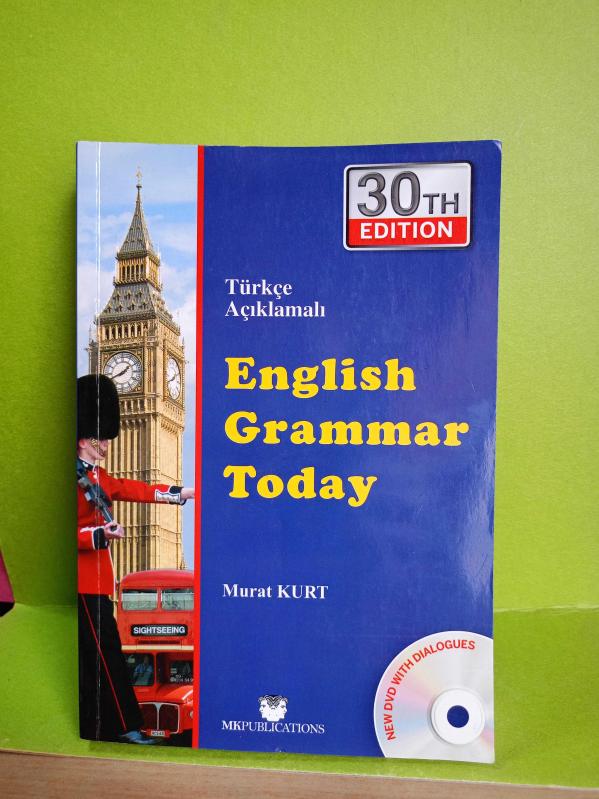 30TH
EDITION
Türkçe
Açıklamalı
English
Grammar
Today
Murat KURT
SIGHTSEEING
NEW DVD WITH DIALOGUES
MKPUBLICATIONS